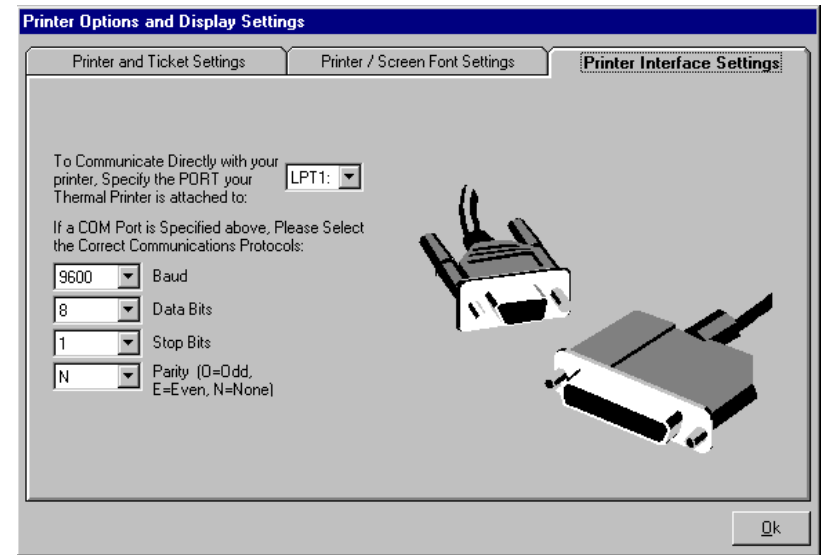 Printer Options and Display Settings
Printer and Ticket Settings
Printer / Screen Font Settings
Printer Interface Settings
To Communicate Directly with your
printer, Specify the PORT your
Thermal Printer is attached to:
LPT1:
If a COM Port is Specified above, Please Select
the Correct Communications Protocols:
9600 Baud
8 Data Bits
1 Stop Bits
N Parity (O=Odd,
E=Even, N=None)
Ok